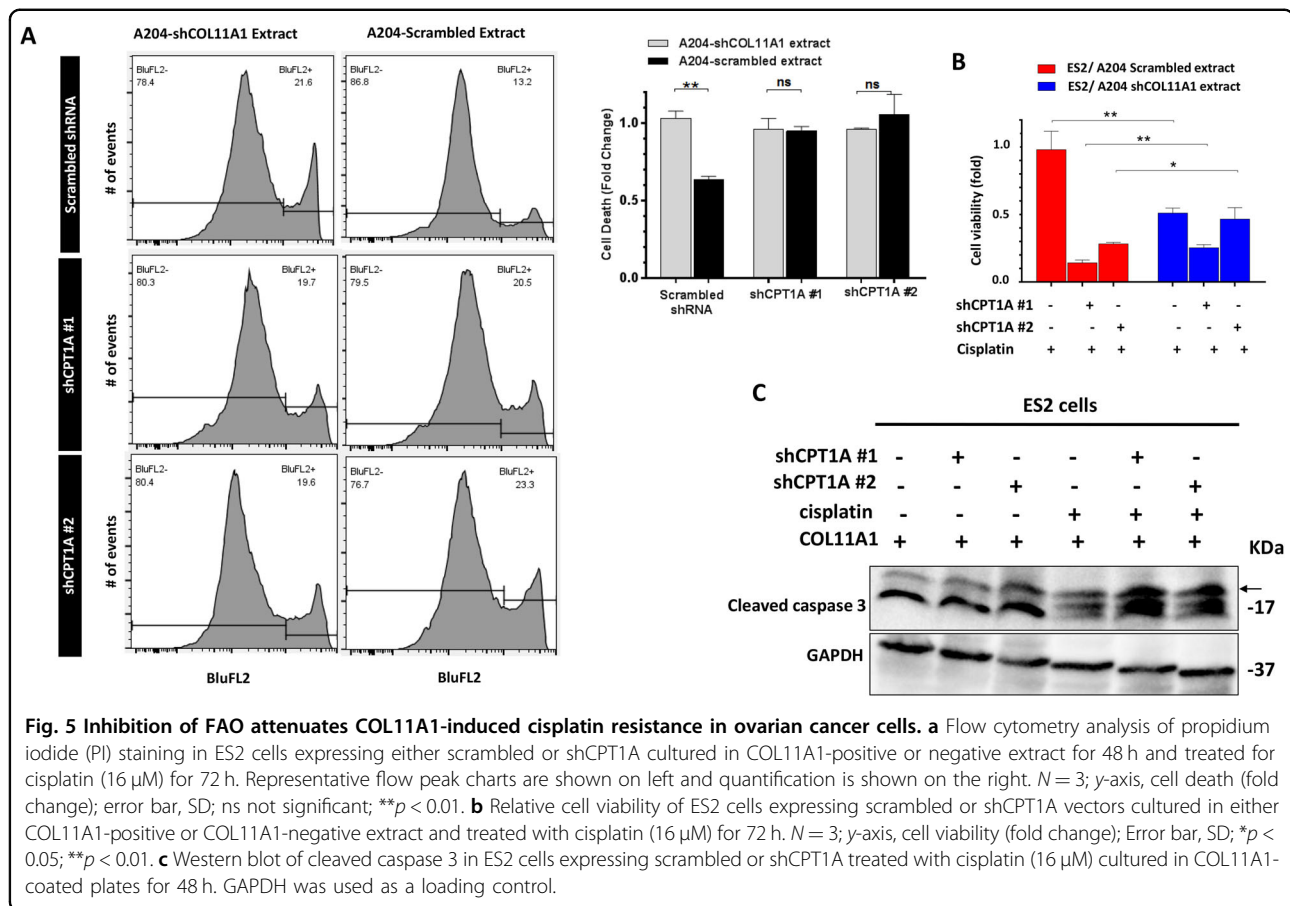 A
A204-shCOL11A1 Extract
A204-Scrambled Extract
Scrambled shRNA
# of events
BluFL2-
78.4
BluFL2+
21.6
BluFL2-
86.8
BluFL2+
13.2
shCPT1A #1
# of events
BluFL2-
80.3
BluFL2+
19.7
BluFL2-
79.5
BluFL2+
20.5
shCPT1A #2
# of events
BluFL2-
80.4
BluFL2+
19.6
BluFL2-
76.7
BluFL2+
23.3
BluFL2
BluFL2
A204-shCOL11A1 extract
A204-scrambled extract
Cell Death (Fold Change)
1.0
0.5
0.0
**
ns
ns
Scrambled shRNA
shCPT1A #1
shCPT1A #2
B
ES2/ A204 Scrambled extract
ES2/ A204 shCOL11A1 extract
Cell viability (fold)
1.0
0.5
0.0
**
**
*
shCPT1A #1 - + - - + -
shCPT1A #2 - - + - - +
Cisplatin + + + + + +
C
ES2 cells
shCPT1A #1 - + - - + -
shCPT1A #2 - - + - - +
cisplatin - - - + + +
COL11A1 + + + + + +
KDa
Cleaved caspase 3
-17
GAPDH
-37
Fig. 5 Inhibition of FAO attenuates COL11A1-induced cisplatin resistance in ovarian cancer cells. a Flow cytometry analysis of propidium
iodide (PI) staining in ES2 cells expressing either scrambled or shCPT1A cultured in COL11A1-positive or negative extract for 48 h and treated for
cisplatin (16 µM) for 72 h. Representative flow peak charts are shown on left and quantification is shown on the right. N = 3; y-axis, cell death (fold
change); error bar, SD; ns not significant; **p < 0.01. b Relative cell viability of ES2 cells expressing scrambled or shCPT1A vectors cultured in either
COL11A1-positive or COL11A1-negative extract and treated with cisplatin (16 µM) for 72 h. N = 3; y-axis, cell viability (fold change); Error bar, SD; *p <
0.05; **p < 0.01. c Western blot of cleaved caspase 3 in ES2 cells expressing scrambled or shCPT1A treated with cisplatin (16 µM) cultured in COL11A1-
coated plates for 48 h. GAPDH was used as a loading control.